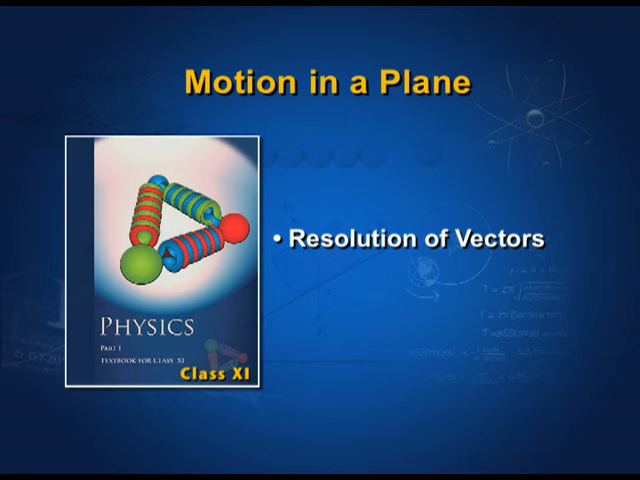 Motion in a Plane
• Resolution of Vectors
PHYSICS
PART I
TEXTBOOK FOR CLASS XI
Class XI